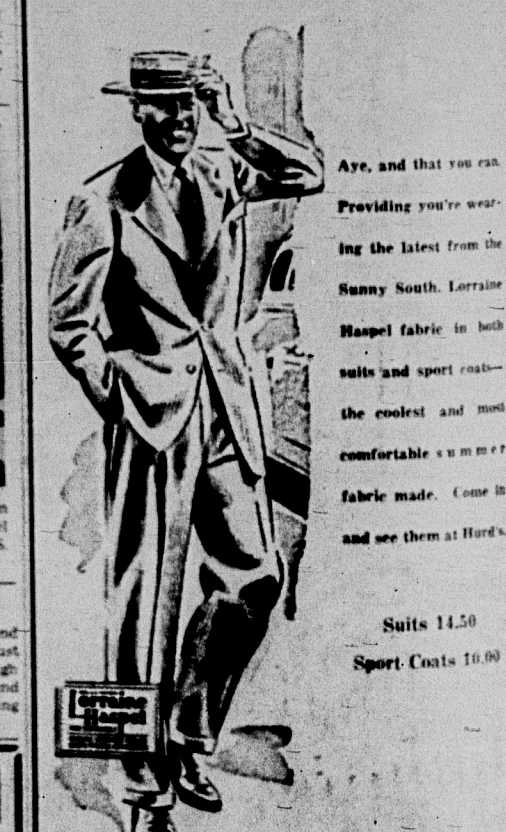 Aye, and that you can.
Providing you're wear-
ing the latest from the
Sunny South. Lorraine
Haspel fabric in both
suits and sport coats—
the coolest and most
comfortable summer
fabric made. Come in
and see them at Hurd's.
Suits 14.50
Sport Coats 10.00
Lorraine
Haspel